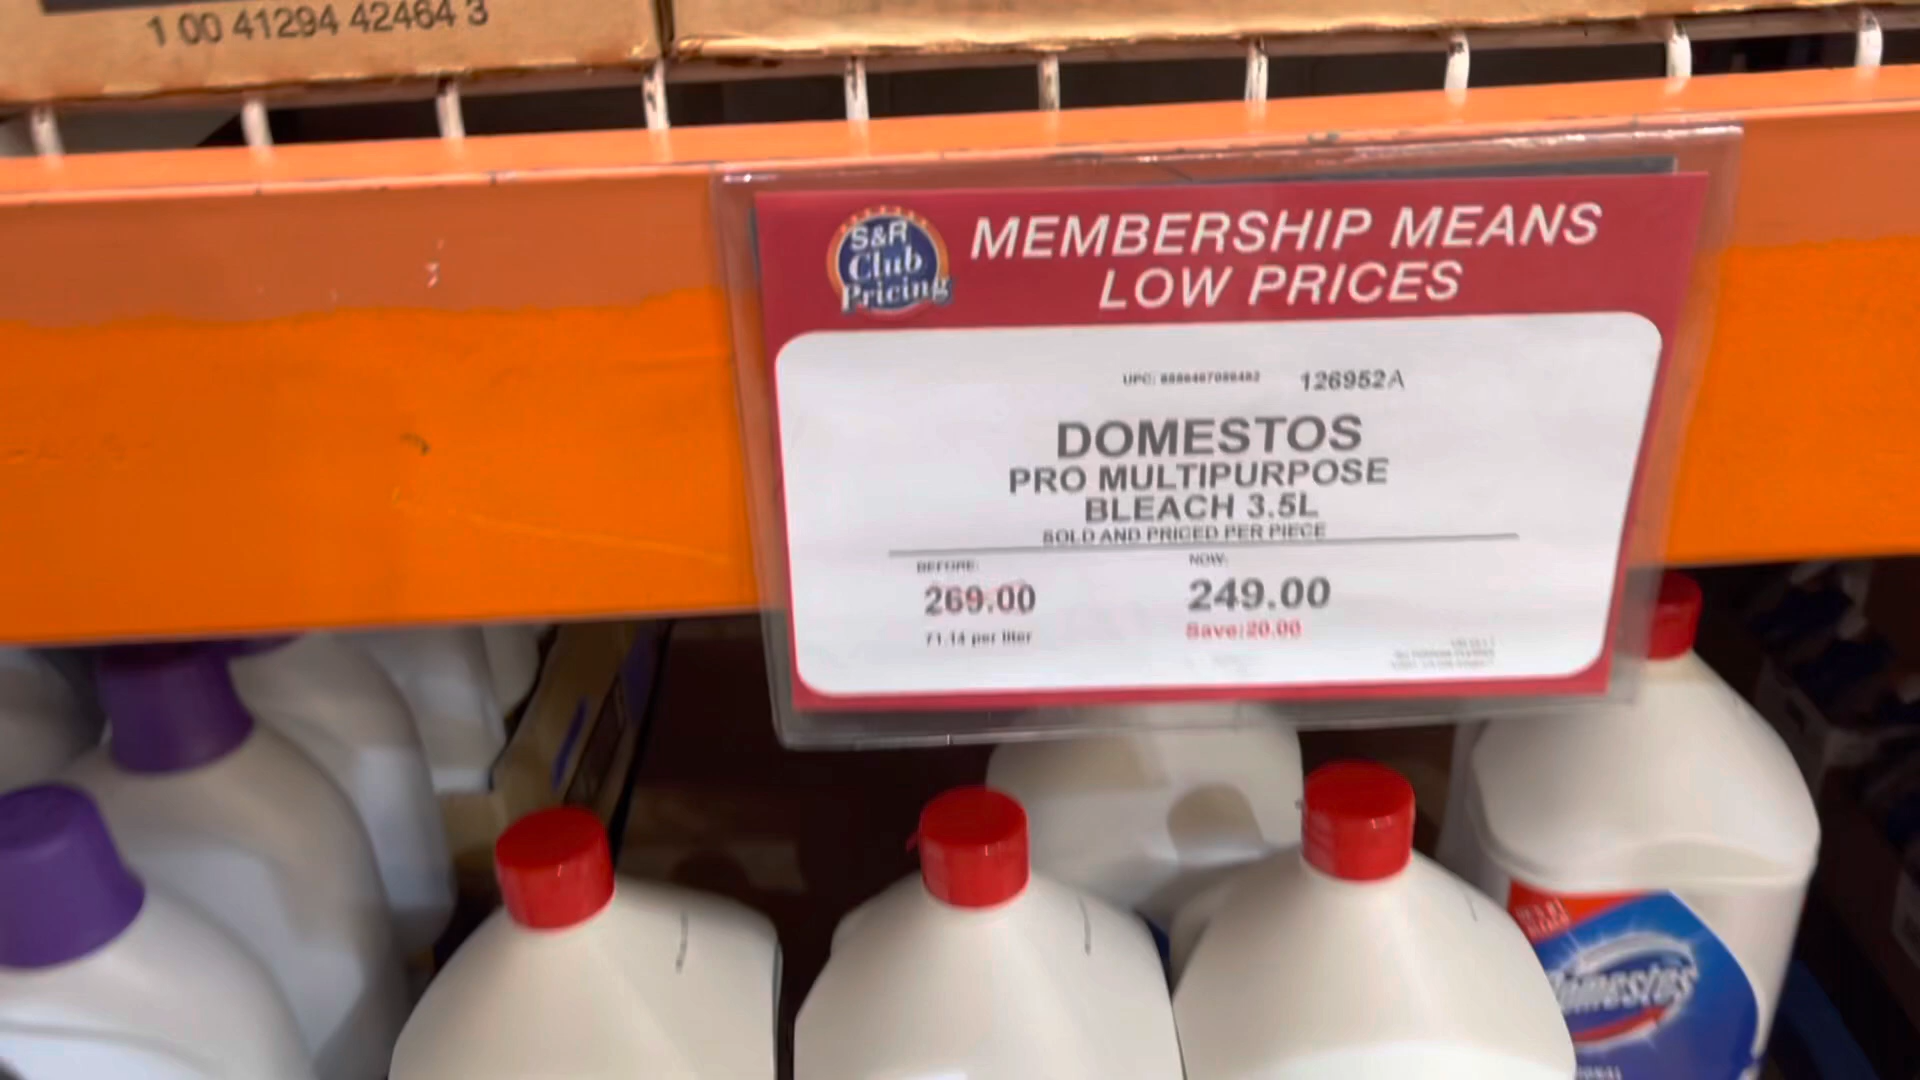 1 00 41294 42464 3
S&R
Club
Pricing
MEMBERSHIP MEANS
LOW PRICES
UPC: 126952A
DOMESTOS
PRO MULTIPURPOSE
BLEACH 3.5L
SOLD AND PRICED PER PIECE
BEFORE: NOW:
269.00 249.00
71.14 per liter Save:20.00
Domestos